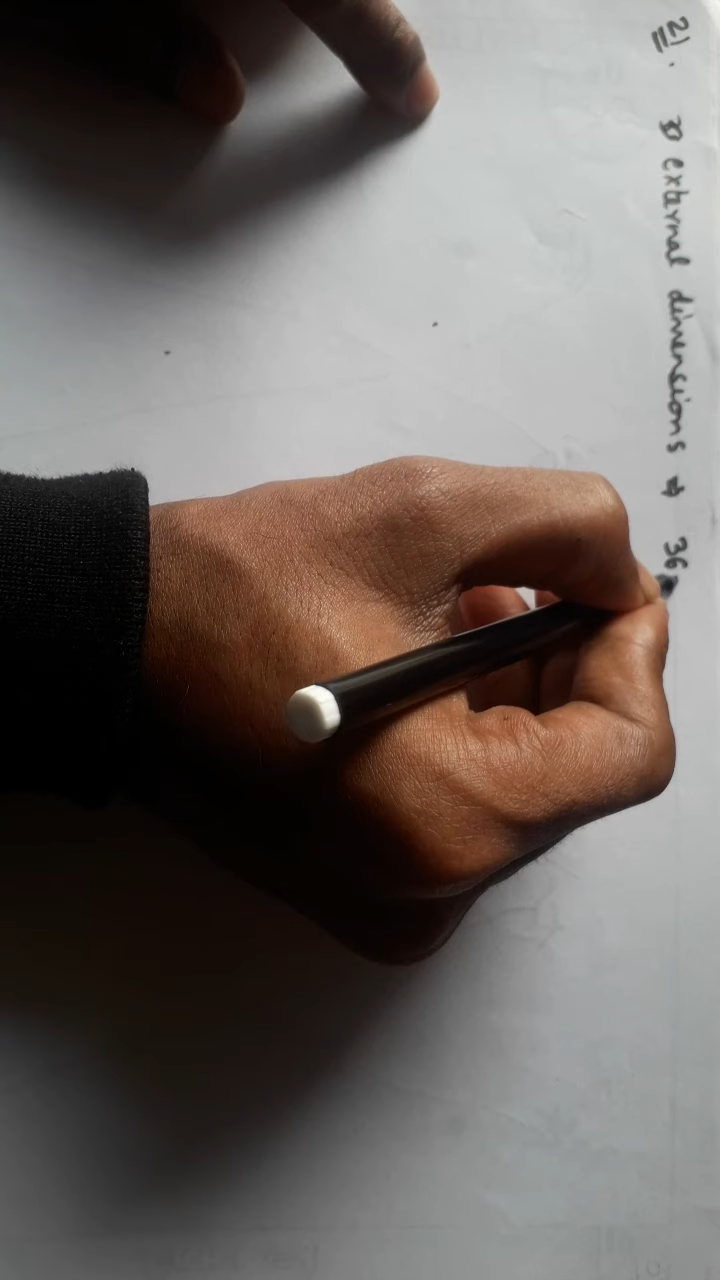 21. ⇒ external dimensions ⇒ 36